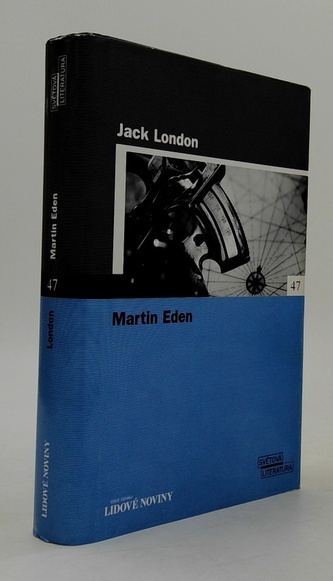 SVĚTOVÁ
LITERATURA
Martin Eden
47
London
LIDOVÉ NOVINY
Jack London
47
Martin Eden
SVĚTOVÁ
LITERATURA
LIDOVÉ NOVINY